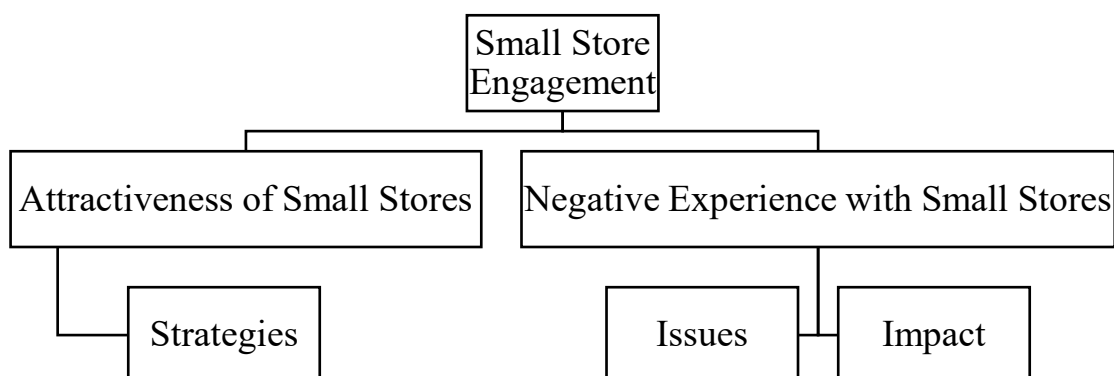 Small Store
Engagement
Attractiveness of Small Stores
Negative Experience with Small Stores
Strategies
Issues
Impact